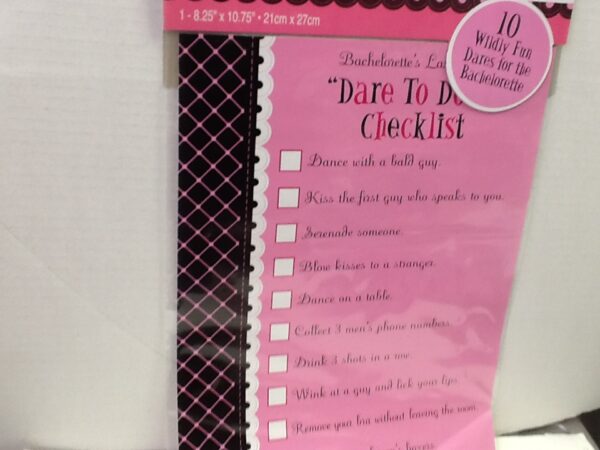 1 - 8.25" x 10.75" • 21cm x 27cm
10
Wildly Fun
Dares for the
Bachelorette
Bachelorette's
"Dare To
Checklist
Dance with a bald guy.
Kiss the first guy who speaks to you.
Serenade someone.
Blow kisses to a stranger.
Dance on a table.
Collect 3 men's phone numbers.
Drink 3 shots in a row.
Wink at a guy and lick your lips.
Remove your bra without leaving the room.
boxers.